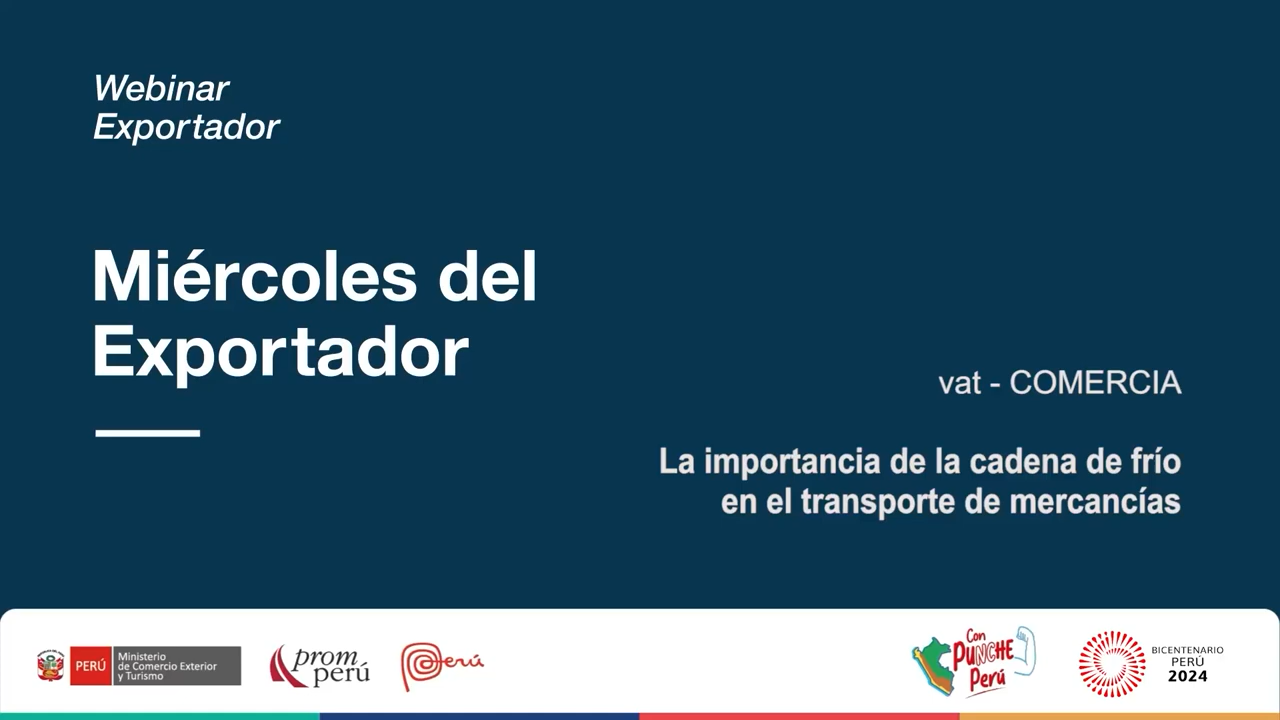 Webinar
Exportador
Miércoles del
Exportador
vat - COMERCIA
La importancia de la cadena de frío
en el transporte de mercancías
PERÚ
Ministerio
de Comercio Exterior
y Turismo
prom
perú
Perú
Con
PUNCHE
Perú
BICENTENARIO
PERÚ
2024